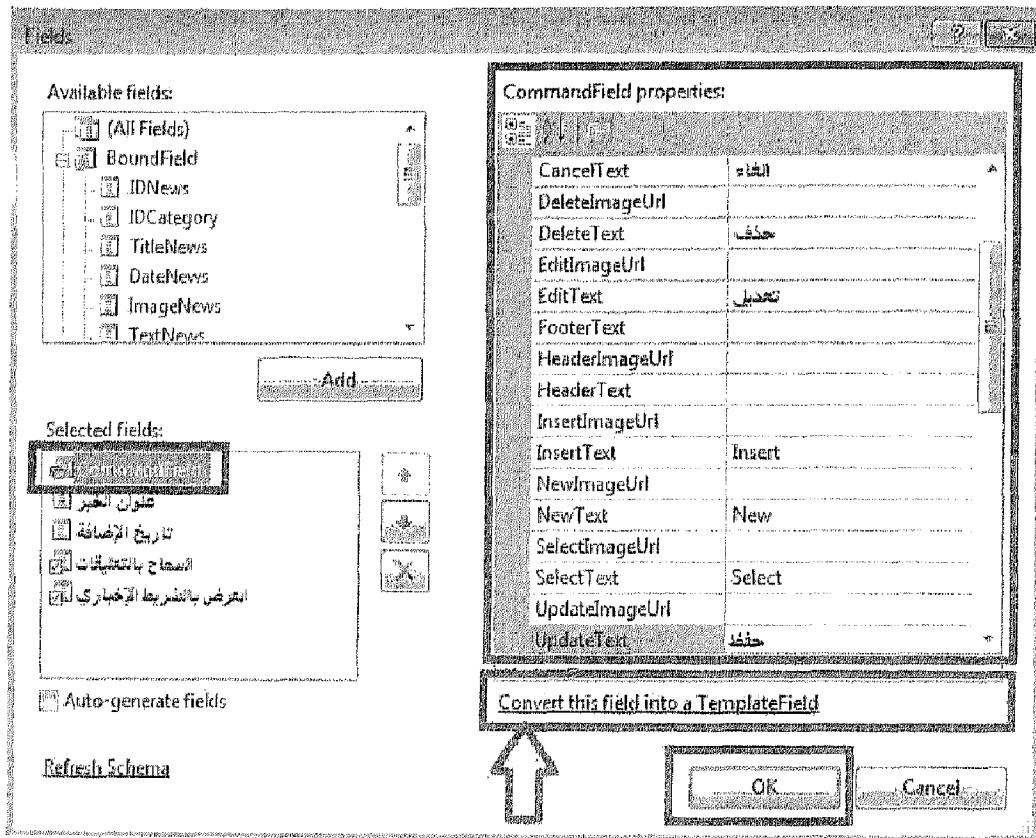 Fields
Available fields:
(All Fields)
BoundField
IDNews
IDCategory
TitleNews
DateNews
ImageNews
TextNews
Add
Selected fields:
CommandField
عنوان الخبر
تاريخ الإضافة
السماح بالتعليقات
العرض بالشريط الإخباري
Auto-generate fields
Refresh Schema
CommandField properties:
CancelText الغاء
DeleteImageUrl
DeleteText حذف
EditImageUrl
EditText تعديل
FooterText
HeaderImageUrl
HeaderText
InsertImageUrl
InsertText Insert
NewImageUrl
NewText New
SelectImageUrl
SelectText Select
UpdateImageUrl
UpdateText حفظ
Convert this field into a TemplateField
OK
Cancel